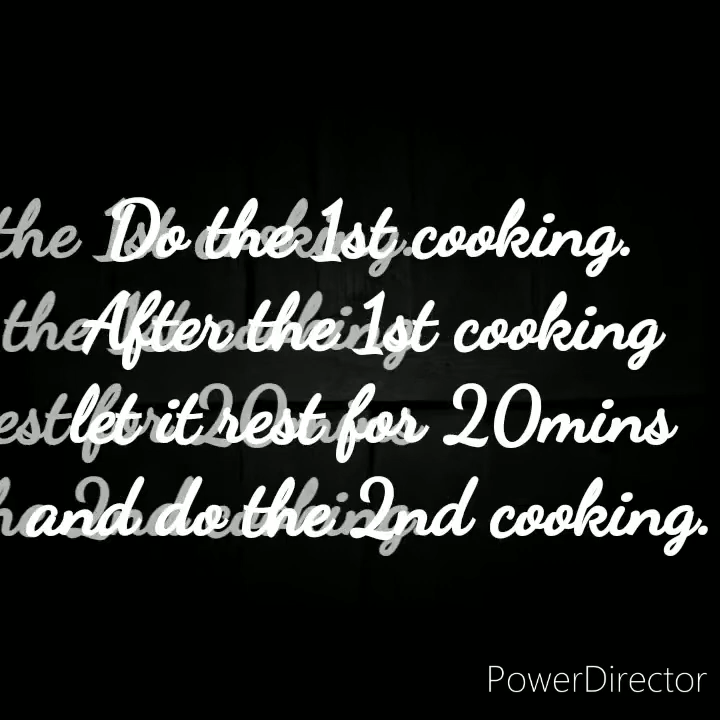 Do the 1st cooking.
After the 1st cooking
let it rest for 20mins
and do the 2nd cooking.
PowerDirector